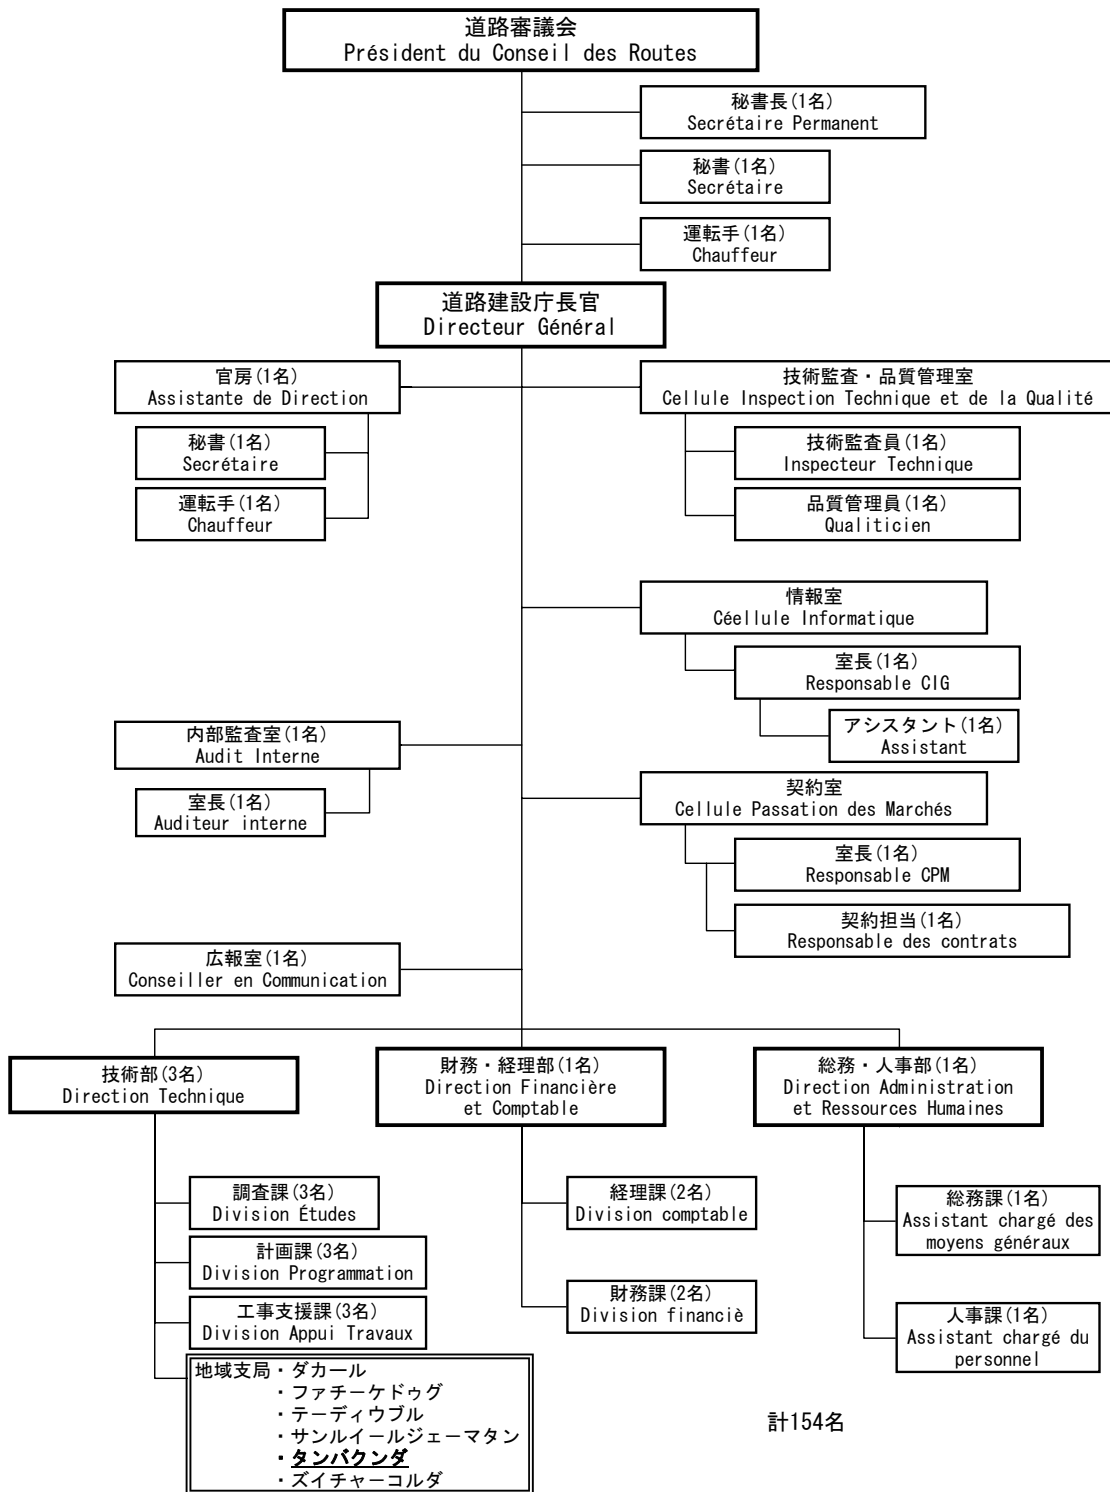 道路審議会
Président du Conseil des Routes
秘書長(1名)
Secrétaire Permanent
秘書(1名)
Secrétaire
運転手(1名)
Chauffeur
道路建設庁長官
Directeur Général
官房(1名)
Assistante de Direction
秘書(1名)
Secrétaire
運転手(1名)
Chauffeur
技術監査・品質管理室
Cellule Inspection Technique et de la Qualité
技術監査員(1名)
Inspecteur Technique
品質管理員(1名)
Qualiticien
情報室
Céellule Informatique
室長(1名)
Responsable CIG
アシスタント(1名)
Assistant
内部監査室(1名)
Audit Interne
室長(1名)
Auditeur interne
契約室
Cellule Passation des Marchés
室長(1名)
Responsable CPM
契約担当(1名)
Responsable des contrats
広報室(1名)
Conseiller en Communication
技術部(3名)
Direction Technique
調査課(3名)
Division Études
計画課(3名)
Division Programmation
工事支援課(3名)
Division Appui Travaux
地域支局・ダカール
・ファチーケドゥグ
・テーディウブル
・サンルイールジェーマタン
・タンバクンダ
・ズイチャーコルダ
財務・経理部(1名)
Direction Financière
et Comptable
経理課(2名)
Division comptable
財務課(2名)
Division financiè
総務・人事部(1名)
Direction Administration
et Ressources Humaines
総務課(1名)
Assistant chargé des
moyens généraux
人事課(1名)
Assistant chargé du
personnel
計154名